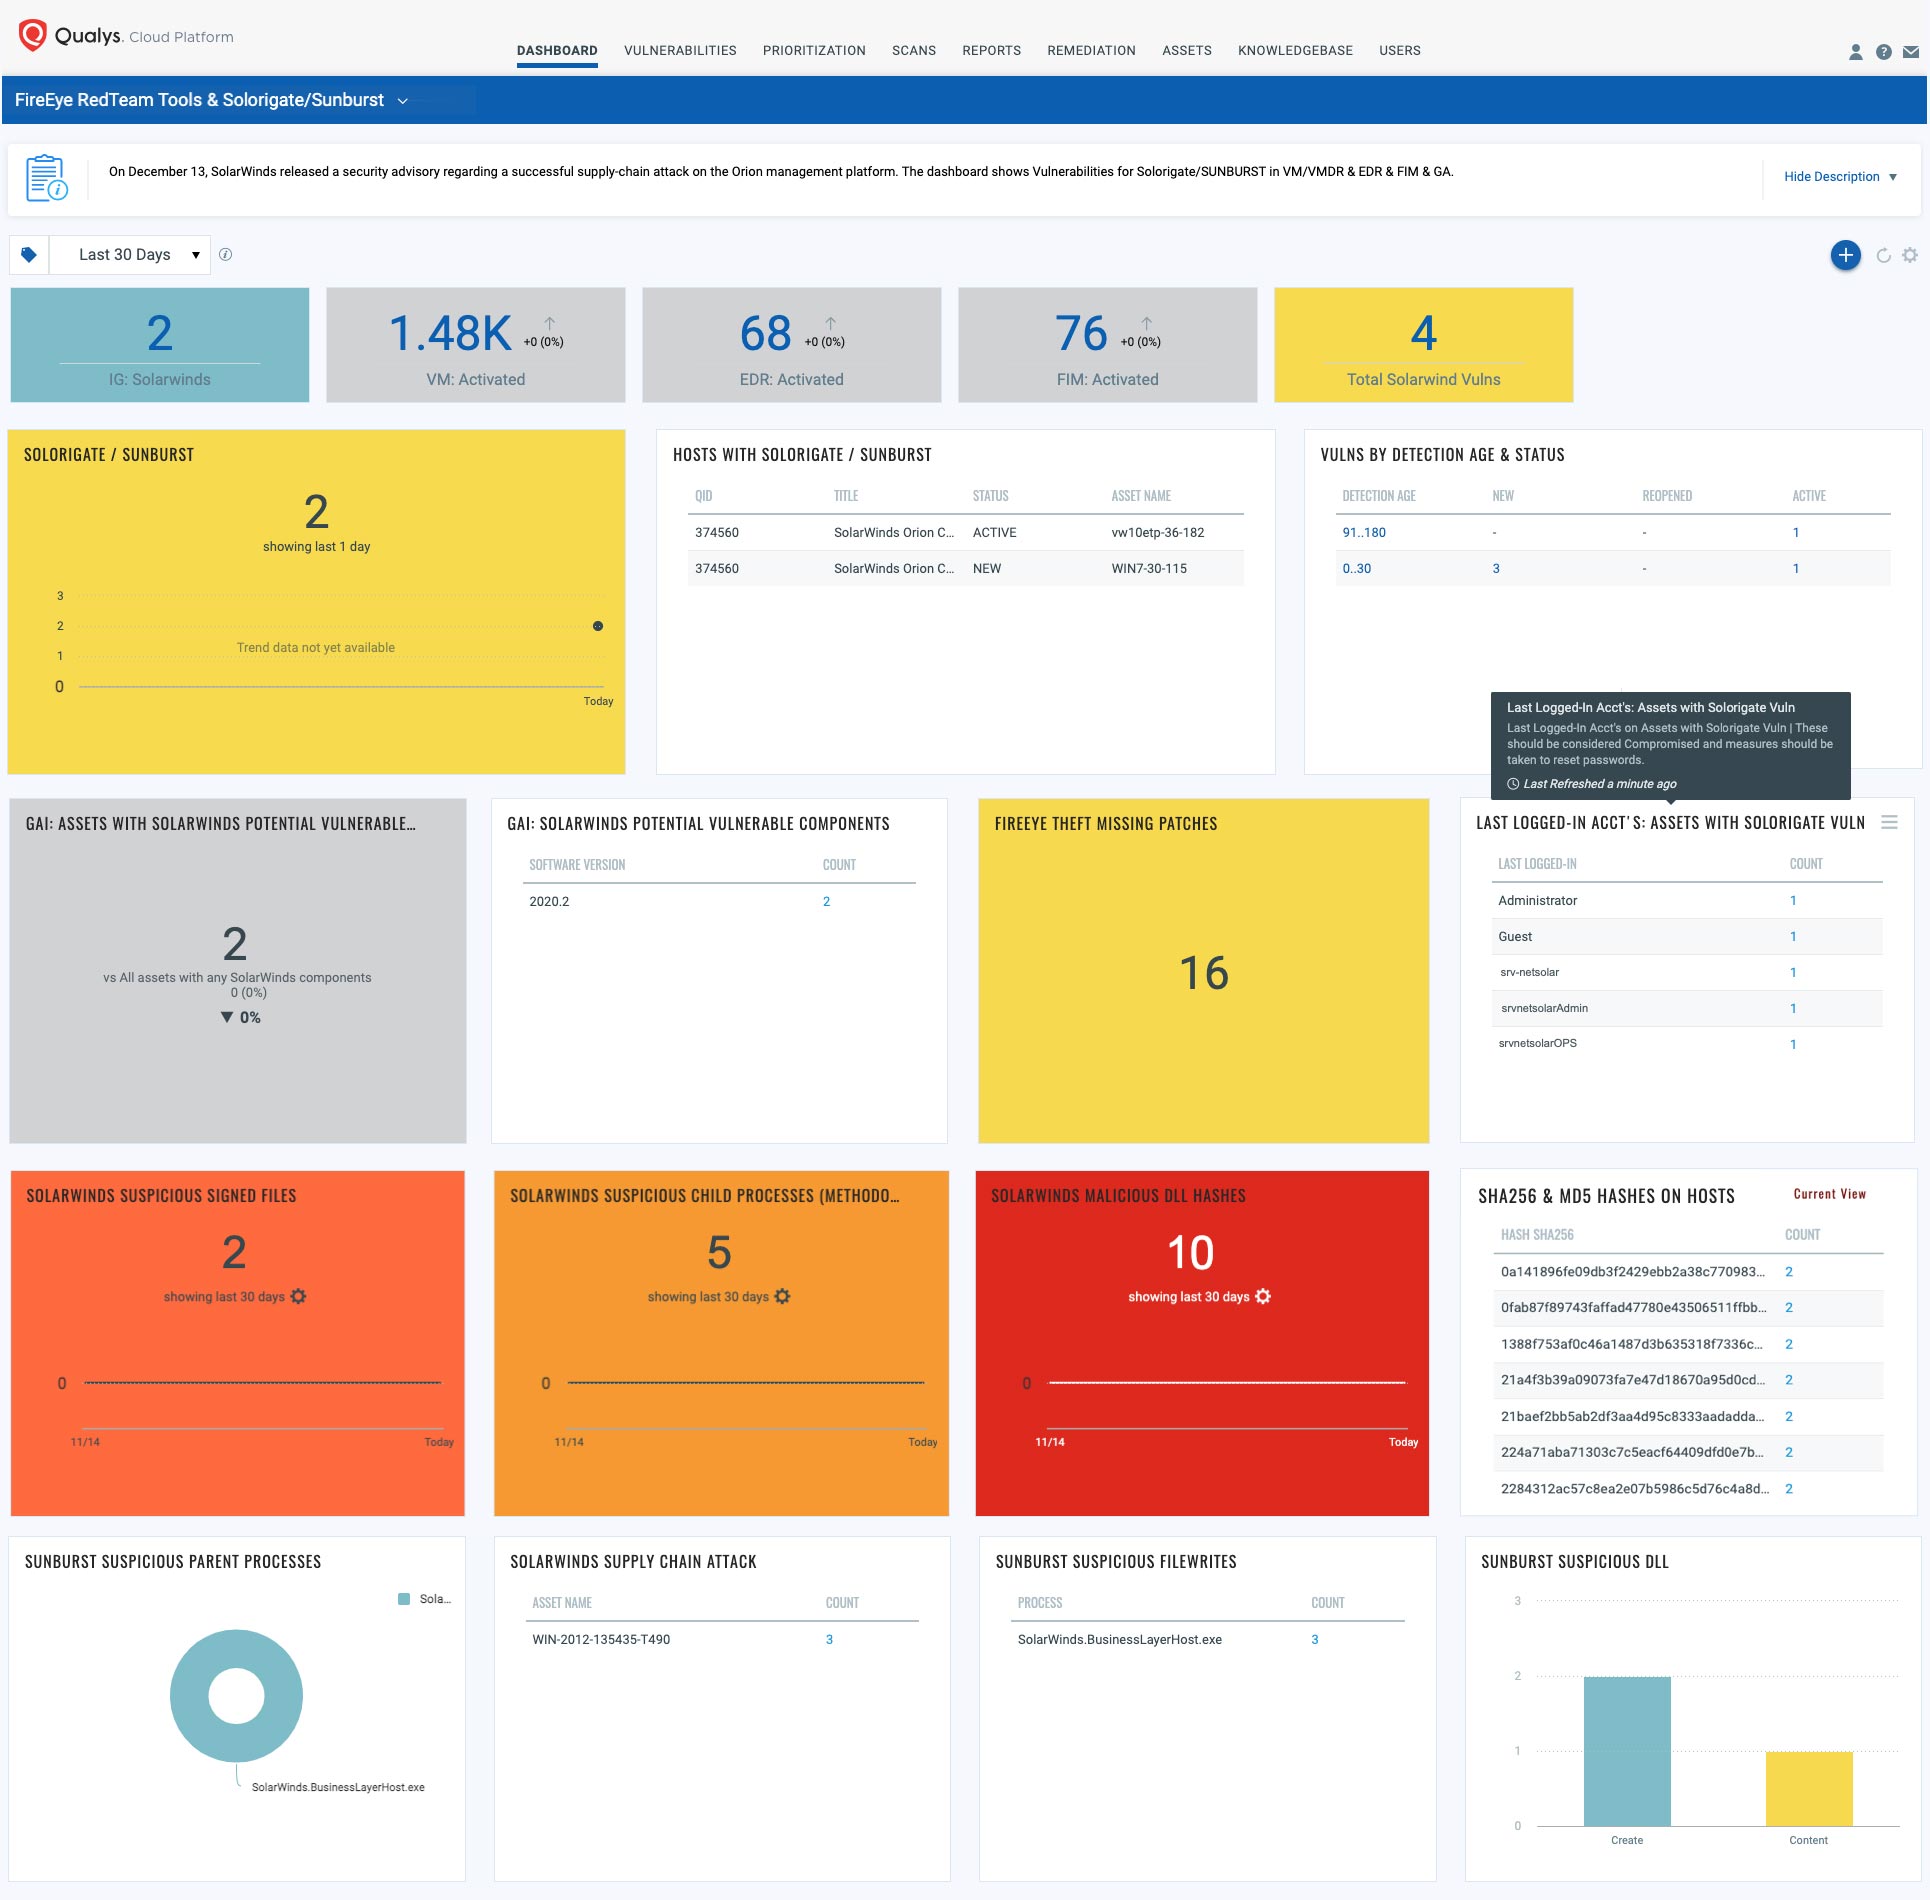 Qualys. Cloud Platform
DASHBOARD VULNERABILITIES PRIORITIZATION SCANS REPORTS REMEDIATION ASSETS KNOWLEDGEBASE USERS
FireEye RedTeam Tools & Solorigate/Sunburst
On December 13, SolarWinds released a security advisory regarding a successful supply-chain attack on the Orion management platform. The dashboard shows Vulnerabilities for Solorigate/SUNBURST in VM/VMDR & EDR & FIM & GA.
Hide Description
Last 30 Days
2
IG: Solarwinds
1.48K +0 (0%)
VM: Activated
68 +0 (0%)
EDR: Activated
76 +0 (0%)
FIM: Activated
4
Total Solarwind Vulns
SOLORIGATE / SUNBURST
2
showing last 1 day
3
2
1
0
Trend data not yet available
Today
HOSTS WITH SOLORIGATE / SUNBURST
QID TITLE STATUS ASSET NAME
374560 SolarWinds Orion C... ACTIVE vw10etp-36-182
374560 SolarWinds Orion C... NEW WIN7-30-115
VULNS BY DETECTION AGE & STATUS
DETECTION AGE NEW REOPENED ACTIVE
91..180 - - 1
0..30 3 - 1
Last Logged-In Acct's: Assets with Solorigate Vuln
Last Logged-In Acct's on Assets with Solorigate Vuln | These
should be considered Compromised and measures should be
taken to reset passwords.
Last Refreshed a minute ago
GAI: ASSETS WITH SOLARWINDS POTENTIAL VULNERABLE...
2
vs All assets with any SolarWinds components
0 (0%)
▼ 0%
GAI: SOLARWINDS POTENTIAL VULNERABLE COMPONENTS
SOFTWARE VERSION COUNT
2020.2 2
FIREEYE THEFT MISSING PATCHES
16
LAST LOGGED-IN ACCT'S: ASSETS WITH SOLORIGATE VULN
LAST LOGGED-IN COUNT
Administrator 1
Guest 1
srv-netsolar 1
srvnetsolarAdmin 1
srvnetsolarOPS 1
SOLARWINDS SUSPICIOUS SIGNED FILES
2
showing last 30 days
0
11/14 Today
SOLARWINDS SUSPICIOUS CHILD PROCESSES (METHODO...
5
showing last 30 days
0
11/14 Today
SOLARWINDS MALICIOUS DLL HASHES
10
showing last 30 days
0
11/14 Today
SHA256 & MD5 HASHES ON HOSTS Current View
HASH SHA256 COUNT
0a141896fe09db3f2429ebb2a38c770983... 2
0fab87f89743faffad47780e43506511ffbb... 2
1388f753af0c46a1487d3b635318f7336c... 2
21a4f3b39a09073fa7e47d18670a95d0cd... 2
21baef2bb5ab2df3aa4d95c8333aadadda... 2
224a71aba71303c7c5eacf64409dfd0e7b... 2
2284312ac57c8ea2e07b5986c5d76c4a8d... 2
SUNBURST SUSPICIOUS PARENT PROCESSES
Sola...
SolarWinds.BusinessLayerHost.exe
SOLARWINDS SUPPLY CHAIN ATTACK
ASSET NAME COUNT
WIN-2012-135435-T490 3
SUNBURST SUSPICIOUS FILEWRITES
PROCESS COUNT
SolarWinds.BusinessLayerHost.exe 3
SUNBURST SUSPICIOUS DLL
3
2
1
0
Create Content